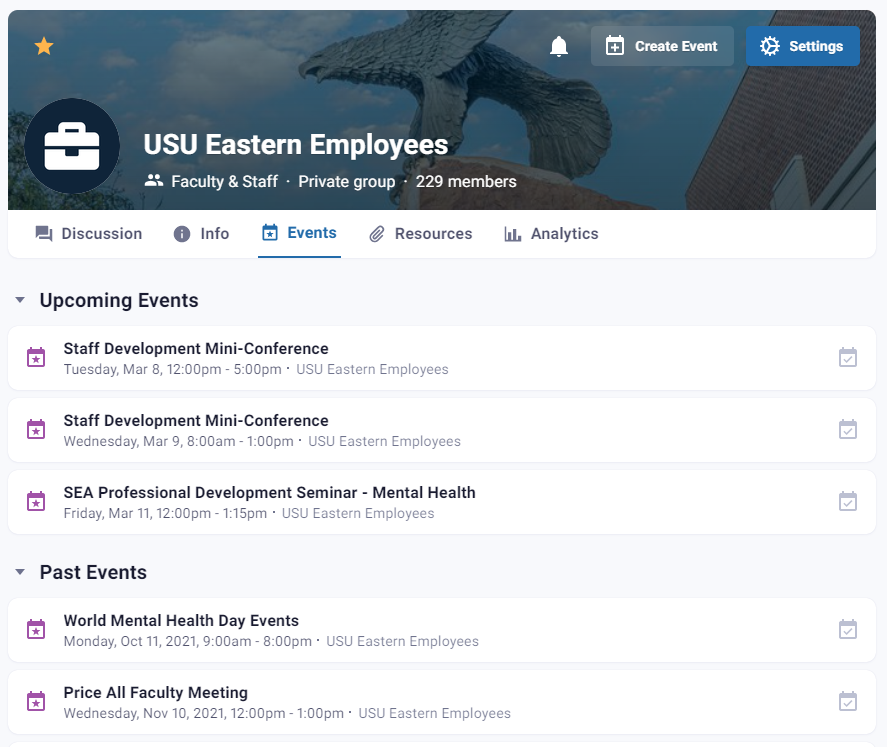 Create Event
Settings
USU Eastern Employees
Faculty & Staff · Private group · 229 members
Discussion
Info
Events
Resources
Analytics
Upcoming Events
Staff Development Mini-Conference
Tuesday, Mar 8, 12:00pm - 5:00pm · USU Eastern Employees
Staff Development Mini-Conference
Wednesday, Mar 9, 8:00am - 1:00pm · USU Eastern Employees
SEA Professional Development Seminar - Mental Health
Friday, Mar 11, 12:00pm - 1:15pm · USU Eastern Employees
Past Events
World Mental Health Day Events
Monday, Oct 11, 2021, 9:00am - 8:00pm · USU Eastern Employees
Price All Faculty Meeting
Wednesday, Nov 10, 2021, 12:00pm - 1:00pm · USU Eastern Employees